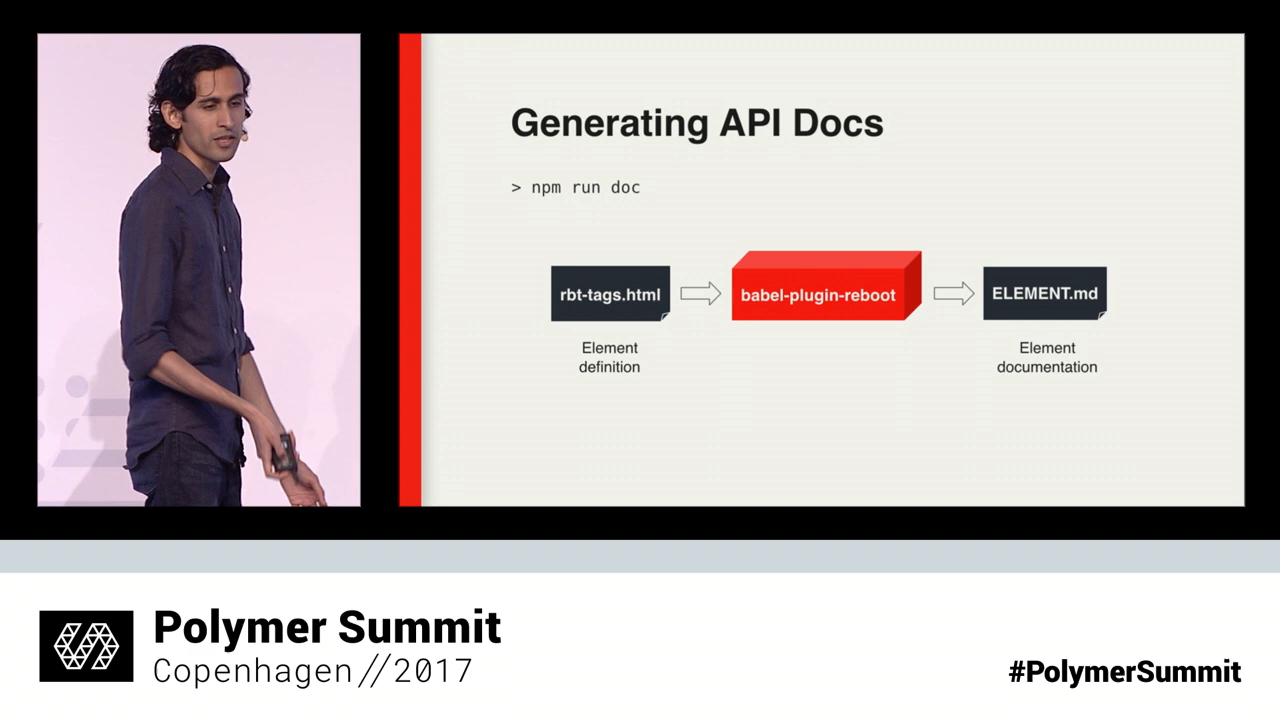 Generating API Docs
> npm run doc
rbt-tags.html
babel-plugin-reboot
ELEMENT.md
Element
definition
Element
documentation
Polymer Summit
Copenhagen//2017
#PolymerSummit